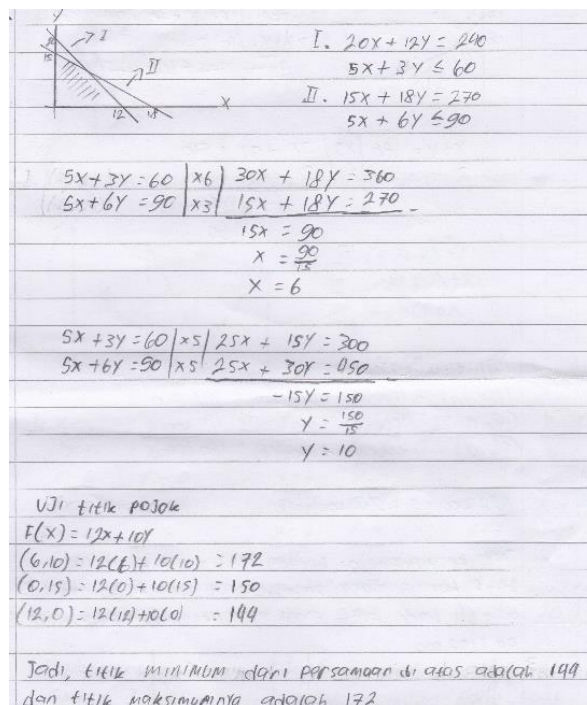 Y
I
II
20
15
12 18
X
I. 20X + 12Y = 240
5X + 3Y ≤ 60
II. 15X + 18Y = 270
5X + 6Y ≤ 90
5X + 3Y = 60 | x6 | 30X + 18Y = 360
5X + 6Y = 90 | x3 | 15X + 18Y = 270 -
15X = 90
X = 90/15
X = 6
5X + 3Y = 60 | x5 | 25X + 15Y = 300
5X + 6Y = 90 | x5 | 25X + 30Y = 450 -
-15Y = 150
Y = 150/15
Y = 10
UJI titik POJOK
F(X) = 12X + 10Y
(6,10) = 12(6) + 10(10) = 172
(0,15) = 12(0) + 10(15) = 150
(12,0) = 12(12) + 10(0) = 144
Jadi, titik MINIMUM dari persamaan di atas adalah 144
dan titik maksimumnya adalah 172